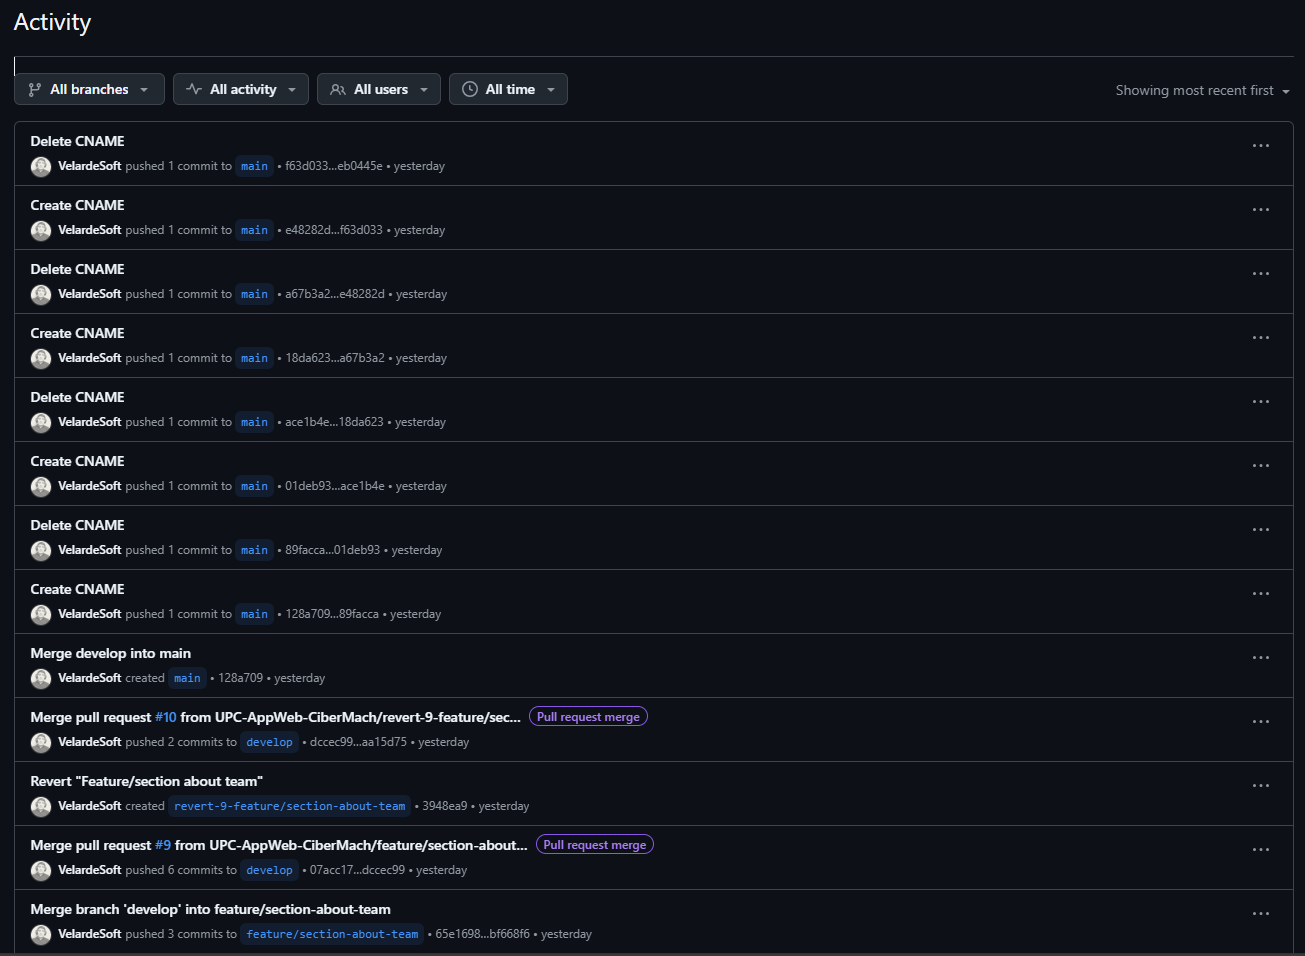 Activity
All branches
All activity
All users
All time
Showing most recent first
Delete CNAME
VelardeSoft pushed 1 commit to main • f63d033...eb0445e • yesterday
Create CNAME
VelardeSoft pushed 1 commit to main • e48282d...f63d033 • yesterday
Delete CNAME
VelardeSoft pushed 1 commit to main • a67b3a2...e48282d • yesterday
Create CNAME
VelardeSoft pushed 1 commit to main • 18da623...a67b3a2 • yesterday
Delete CNAME
VelardeSoft pushed 1 commit to main • ace1b4e...18da623 • yesterday
Create CNAME
VelardeSoft pushed 1 commit to main • 01deb93...ace1b4e • yesterday
Delete CNAME
VelardeSoft pushed 1 commit to main • 89facca...01deb93 • yesterday
Create CNAME
VelardeSoft pushed 1 commit to main • 128a709...89facca • yesterday
Merge develop into main
VelardeSoft created main • 128a709 • yesterday
Merge pull request #10 from UPC-AppWeb-CiberMach/revert-9-feature/sec... Pull request merge
VelardeSoft pushed 2 commits to develop • dccec99...aa15d75 • yesterday
Revert "Feature/section about team"
VelardeSoft created revert-9-feature/section-about-team • 3948ea9 • yesterday
Merge pull request #9 from UPC-AppWeb-CiberMach/feature/section-about... Pull request merge
VelardeSoft pushed 6 commits to develop • 07acc17...dccec99 • yesterday
Merge branch 'develop' into feature/section-about-team
VelardeSoft pushed 3 commits to feature/section-about-team • 65e1698...bf668f6 • yesterday